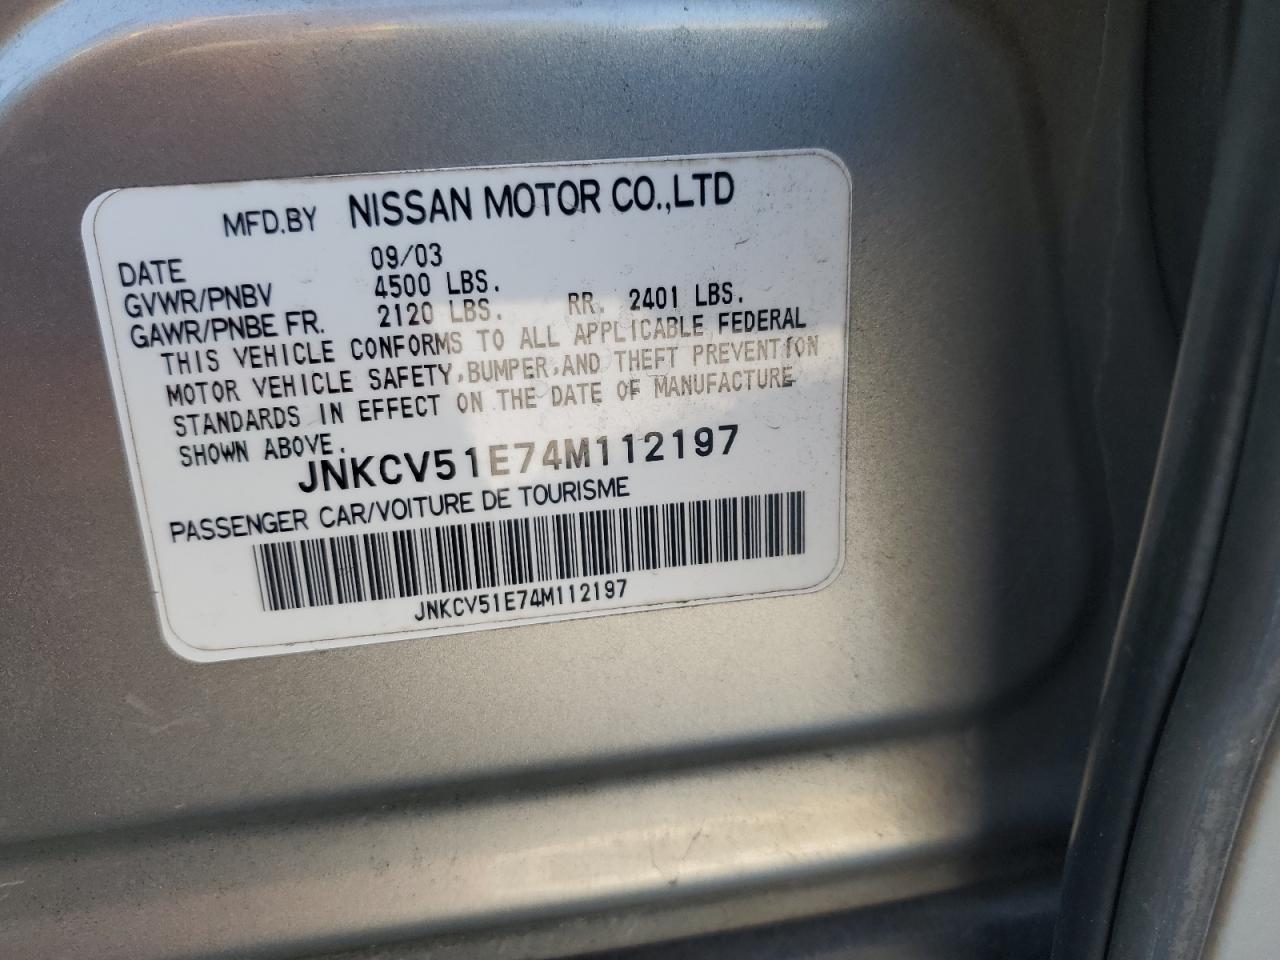 MFD.BY NISSAN MOTOR CO.,LTD
DATE 09/03
GVWR/PNBV 4500 LBS.
GAWR/PNBE FR. 2120 LBS. RR. 2401 LBS.
THIS VEHICLE CONFORMS TO ALL APPLICABLE FEDERAL
MOTOR VEHICLE SAFETY,BUMPER,AND THEFT PREVENTION
STANDARDS IN EFFECT ON THE DATE OF MANUFACTURE
SHOWN ABOVE.
JNKCV51E74M112197
PASSENGER CAR/VOITURE DE TOURISME
JNKCV51E74M112197